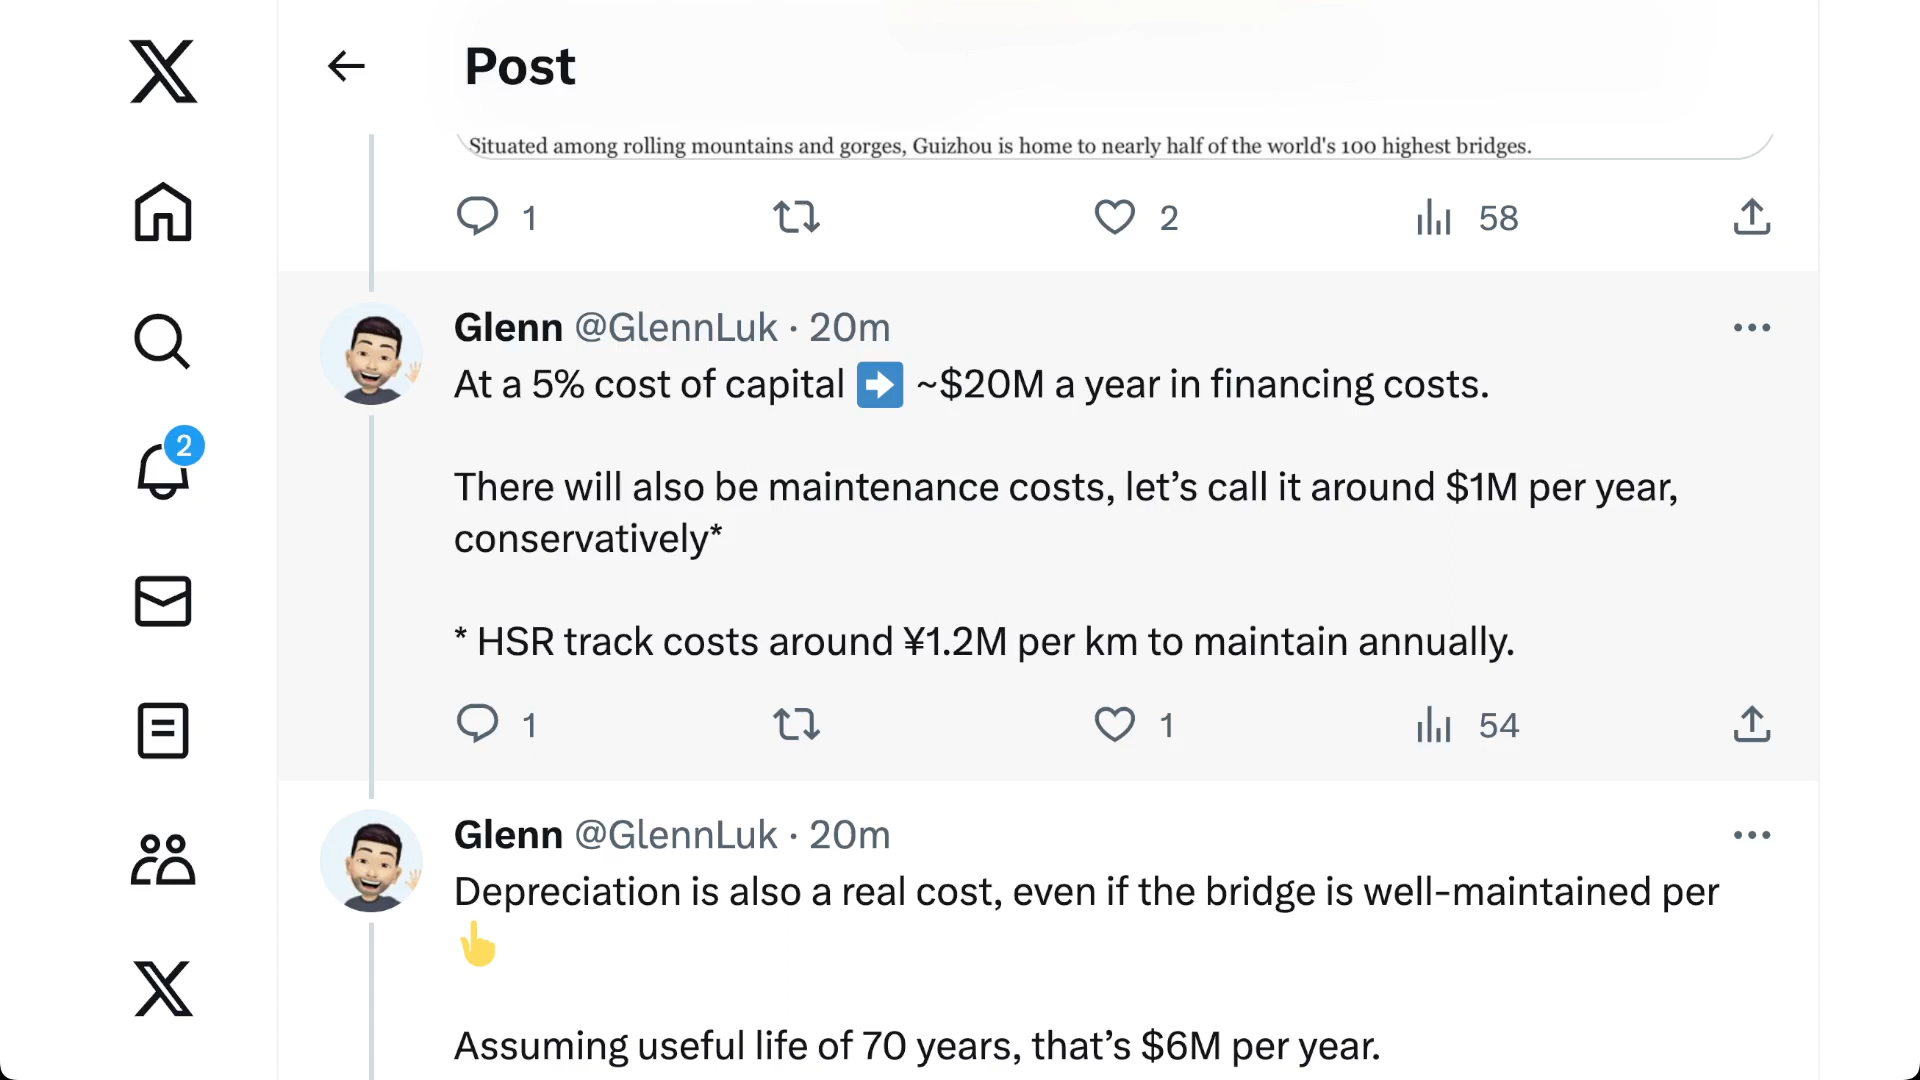 Post
Situated among rolling mountains and gorges, Guizhou is home to nearly half of the world's 100 highest bridges.
1 2 58
Glenn @GlennLuk · 20m
At a 5% cost of capital ➡️ ~$20M a year in financing costs.
There will also be maintenance costs, let’s call it around $1M per year,
conservatively*
* HSR track costs around ¥1.2M per km to maintain annually.
1 1 54
Glenn @GlennLuk · 20m
Depreciation is also a real cost, even if the bridge is well-maintained per
👆
Assuming useful life of 70 years, that’s $6M per year.
2